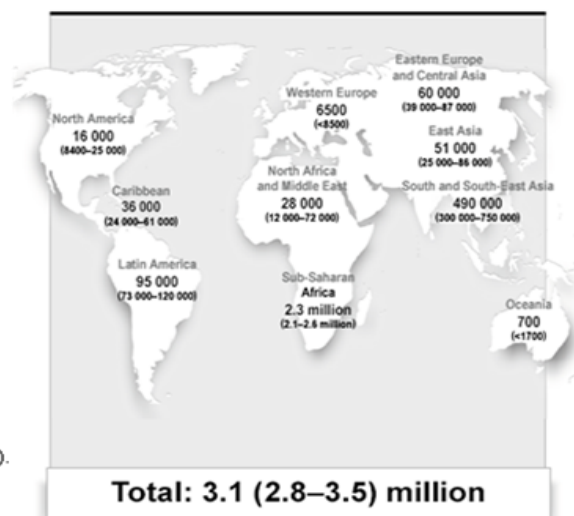 Eastern Europe
and Central Asia
60 000
(39 000–87 000)
Western Europe
6500
(<8500)
North America
16 000
(8400–25 000)
East Asia
51 000
(25 000–86 000)
North Africa
and Middle East
28 000
(12 000–72 000)
South and South-East Asia
490 000
(300 000–750 000)
Caribbean
36 000
(24 000–61 000)
Latin America
95 000
(73 000–120 000)
Sub-Saharan
Africa
2.3 million
(2.1–2.6 million)
Oceania
700
(<1700)
).
Total: 3.1 (2.8–3.5) million